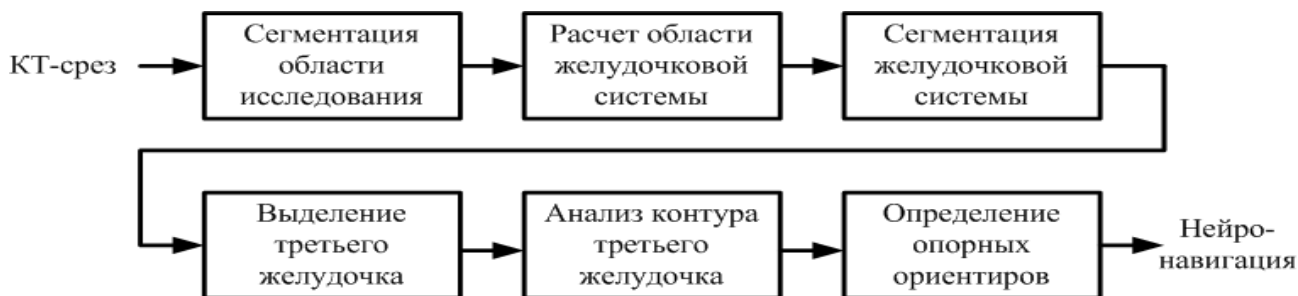 КТ-срез
Сегментация
области
исследования
Расчет области
желудочковой
системы
Сегментация
желудочковой
системы
Выделение
третьего
желудочка
Анализ контура
третьего
желудочка
Определение
опорных
ориентиров
Нейро-
навигация